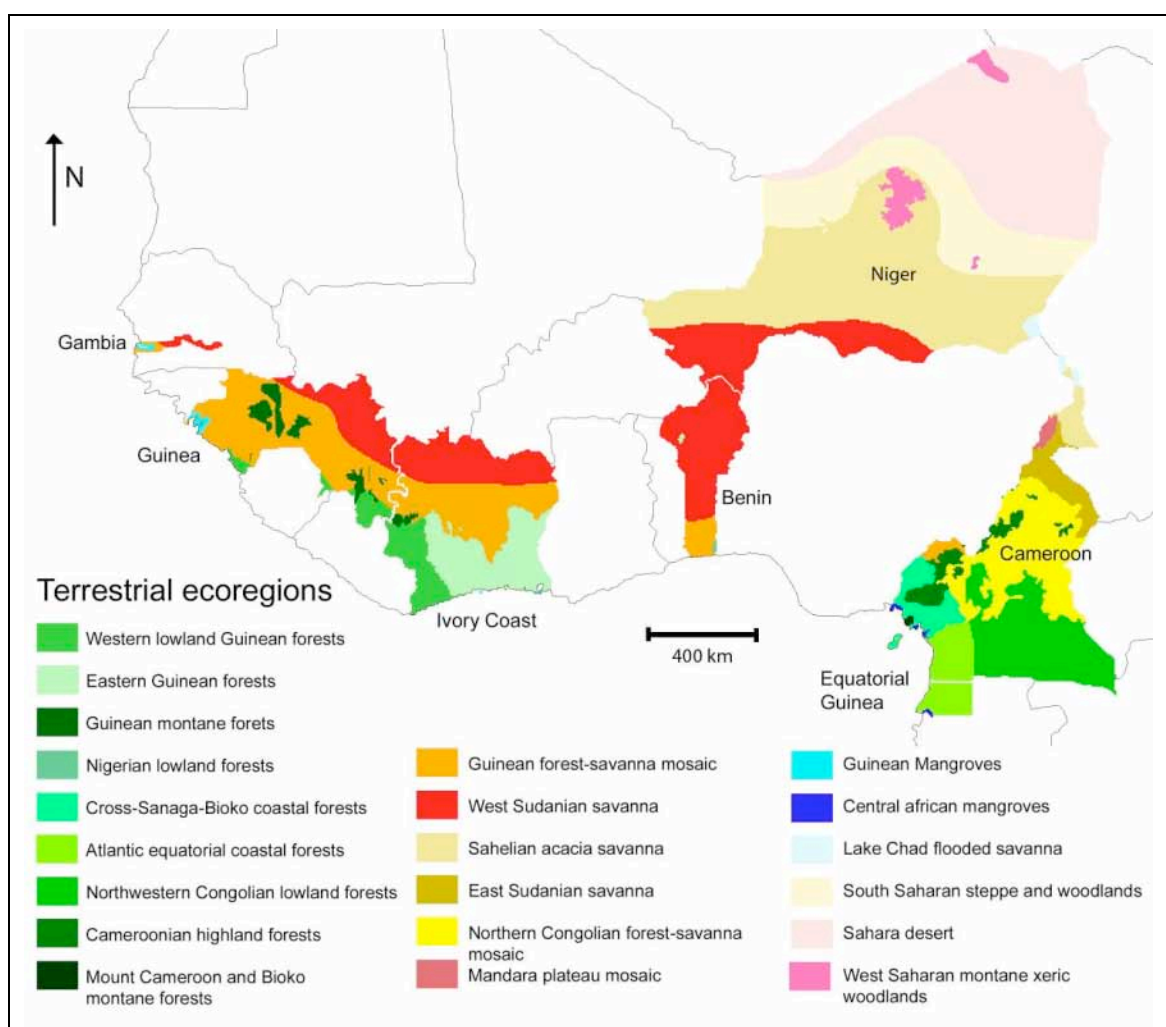 N
Niger
Gambia
Guinea
Benin
Cameroon
Ivory Coast
400 km
Equatorial
Guinea
Terrestrial ecoregions
Western lowland Guinean forests
Eastern Guinean forests
Guinean montane forets
Nigerian lowland forests
Cross-Sanaga-Bioko coastal forests
Atlantic equatorial coastal forests
Northwestern Congolian lowland forests
Cameroonian highland forests
Mount Cameroon and Bioko
montane forests
Guinean forest-savanna mosaic
West Sudanian savanna
Sahelian acacia savanna
East Sudanian savanna
Northern Congolian forest-savanna
mosaic
Mandara plateau mosaic
Guinean Mangroves
Central african mangroves
Lake Chad flooded savanna
South Saharan steppe and woodlands
Sahara desert
West Saharan montane xeric
woodlands